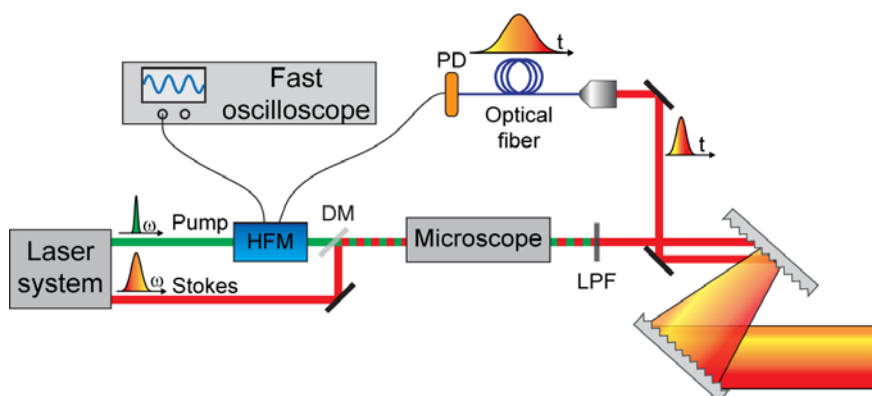 t
PD
Fast
oscilloscope
Optical
fiber
t
ω
Pump
DM
HFM
Microscope
Laser
system
ω
Stokes
LPF